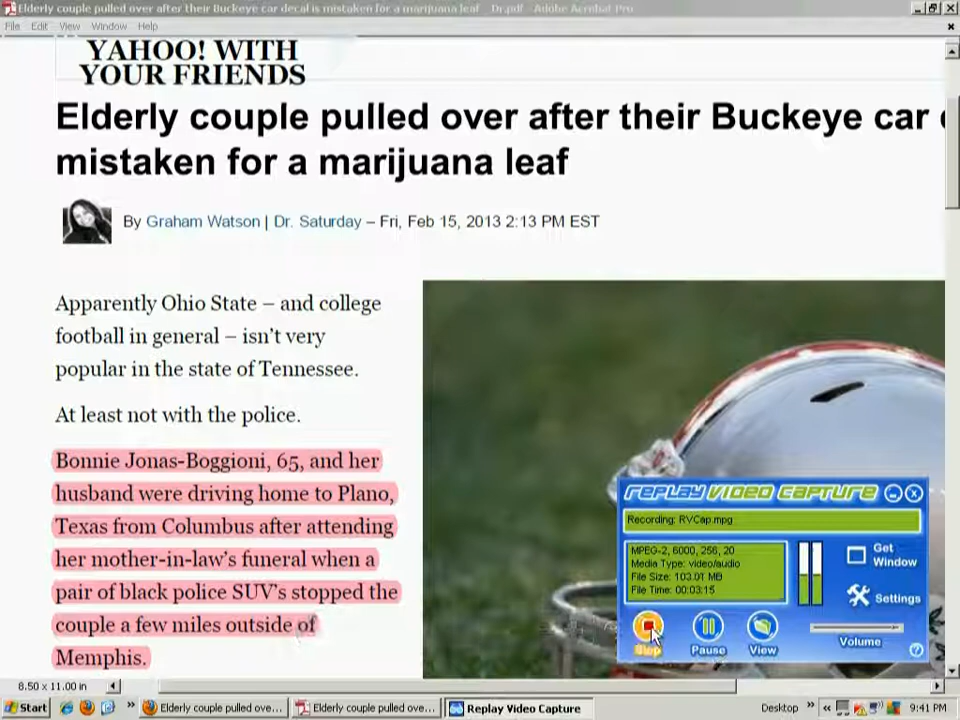 Elderly couple pulled over after their Buckeye car decal is mistaken for a marijuana leaf _ Dr.pdf - Adobe Acrobat Pro
File Edit View Window Help
YAHOO! WITH
YOUR FRIENDS
Elderly couple pulled over after their Buckeye car
mistaken for a marijuana leaf
By Graham Watson | Dr. Saturday – Fri, Feb 15, 2013 2:13 PM EST
Apparently Ohio State – and college
football in general – isn't very
popular in the state of Tennessee.
At least not with the police.
Bonnie Jonas-Boggioni, 65, and her
husband were driving home to Plano,
Texas from Columbus after attending
her mother-in-law's funeral when a
pair of black police SUV's stopped the
couple a few miles outside of
Memphis.
REPLAY VIDEO CAPTURE
Recording: RVCap.mpg
MPEG-2, 6000, 256, 20
Media Type: video/audio
File Size: 103.01 MB
File Time: 00:03:15
Get
Window
Settings
Stop Pause View Volume
8.50 x 11.00 in
Start Elderly couple pulled ove... Elderly couple pulled ove... Replay Video Capture Desktop 9:41 PM